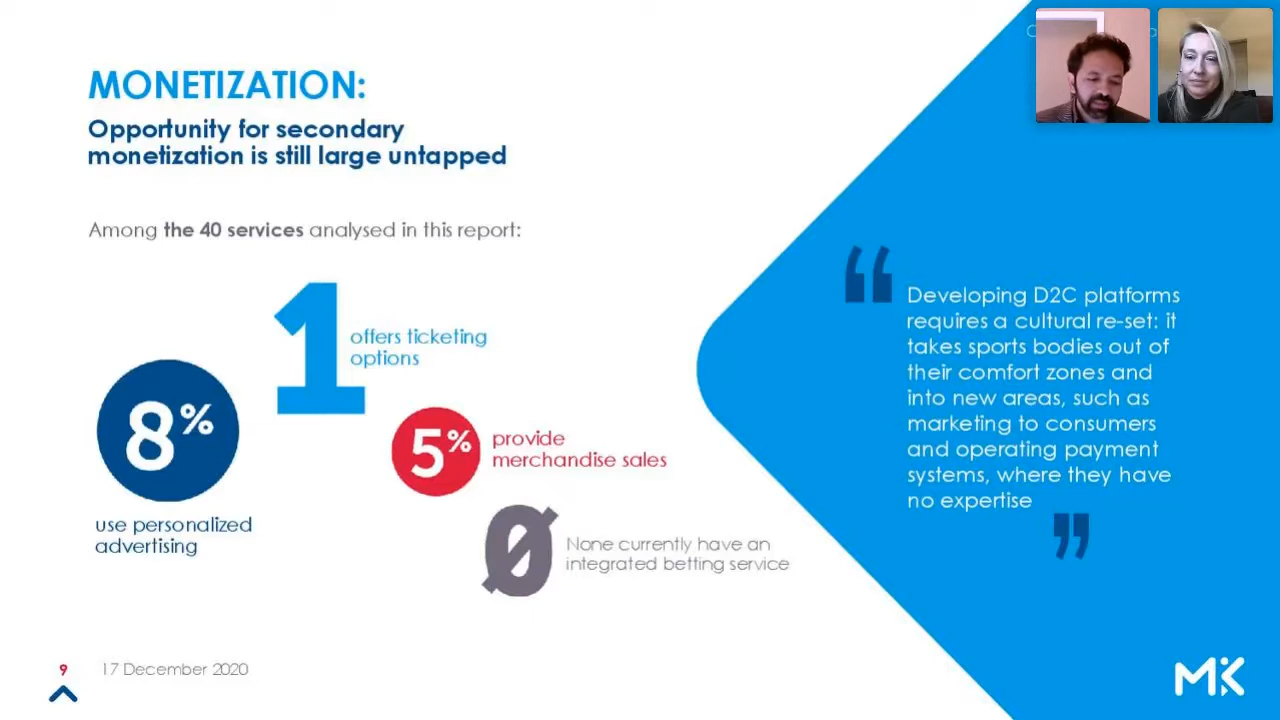 MONETIZATION:
Opportunity for secondary
monetization is still large untapped
Among the 40 services analysed in this report:
1
offers ticketing
options
8%
use personalized
advertising
5%
provide
merchandise sales
0
None currently have an
integrated betting service
“
Developing D2C platforms
requires a cultural re-set: it
takes sports bodies out of
their comfort zones and
into new areas, such as
marketing to consumers
and operating payment
systems, where they have
no expertise
”
9
17 December 2020
MK